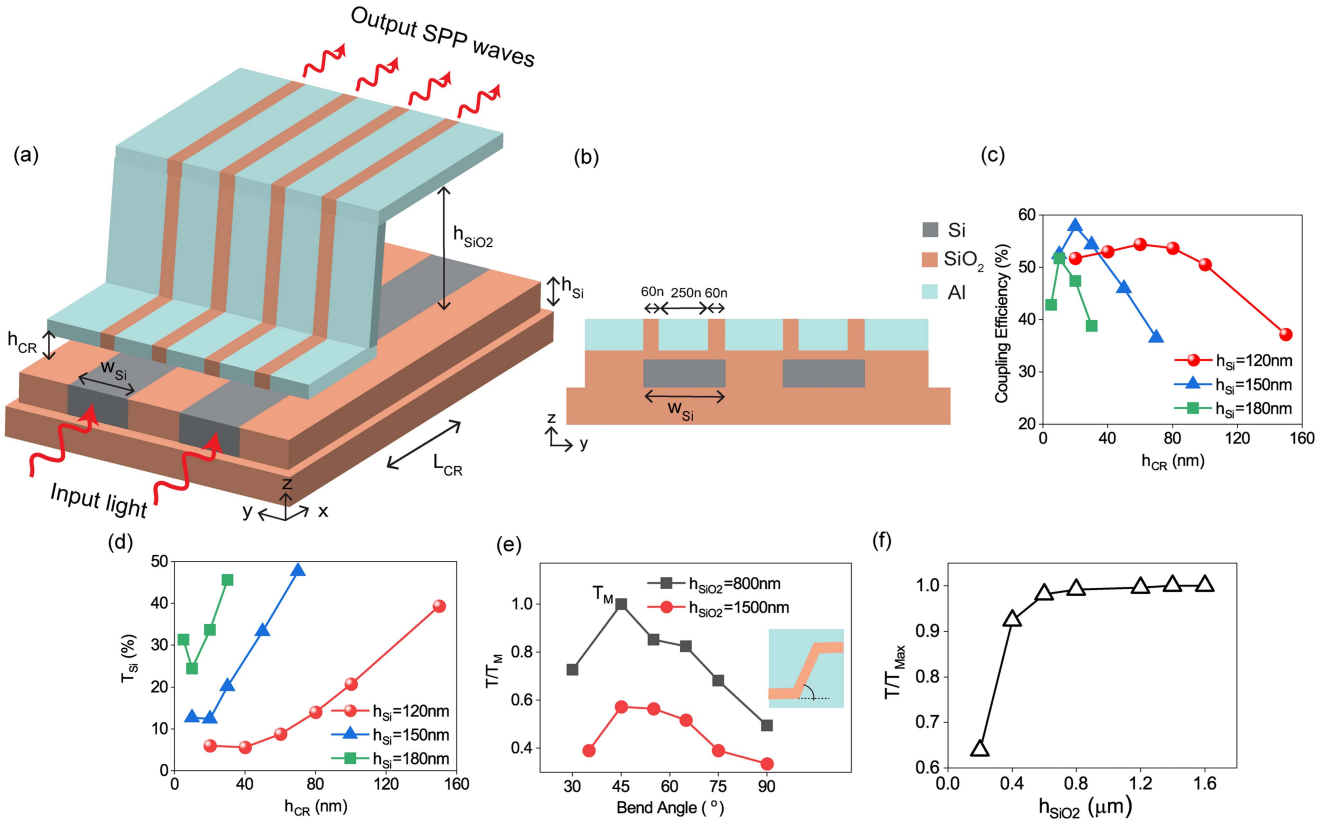 Output SPP waves
(a)
h_SiO2
h_Si
h_CR
w_Si
L_CR
Input light
z
y
x
(b)
Si
SiO₂
Al
60n 250n 60n
w_Si
z
y
(c)
Coupling Efficiency (%)
60
50
40
30
20
h_Si=120nm
h_Si=150nm
h_Si=180nm
0 40 80 120 160
h_CR (nm)
(d)
T_Si (%)
50
40
30
20
10
0
h_Si=120nm
h_Si=150nm
h_Si=180nm
0 40 80 120 160
h_CR (nm)
(e)
T/T_M
T_M
h_SiO2=800nm
h_SiO2=1500nm
1.0
0.8
0.6
0.4
30 45 60 75 90
Bend Angle ( °)
(f)
T/T_Max
1.0
0.9
0.8
0.7
0.6
0.0 0.4 0.8 1.2 1.6
h_SiO2 (μm)